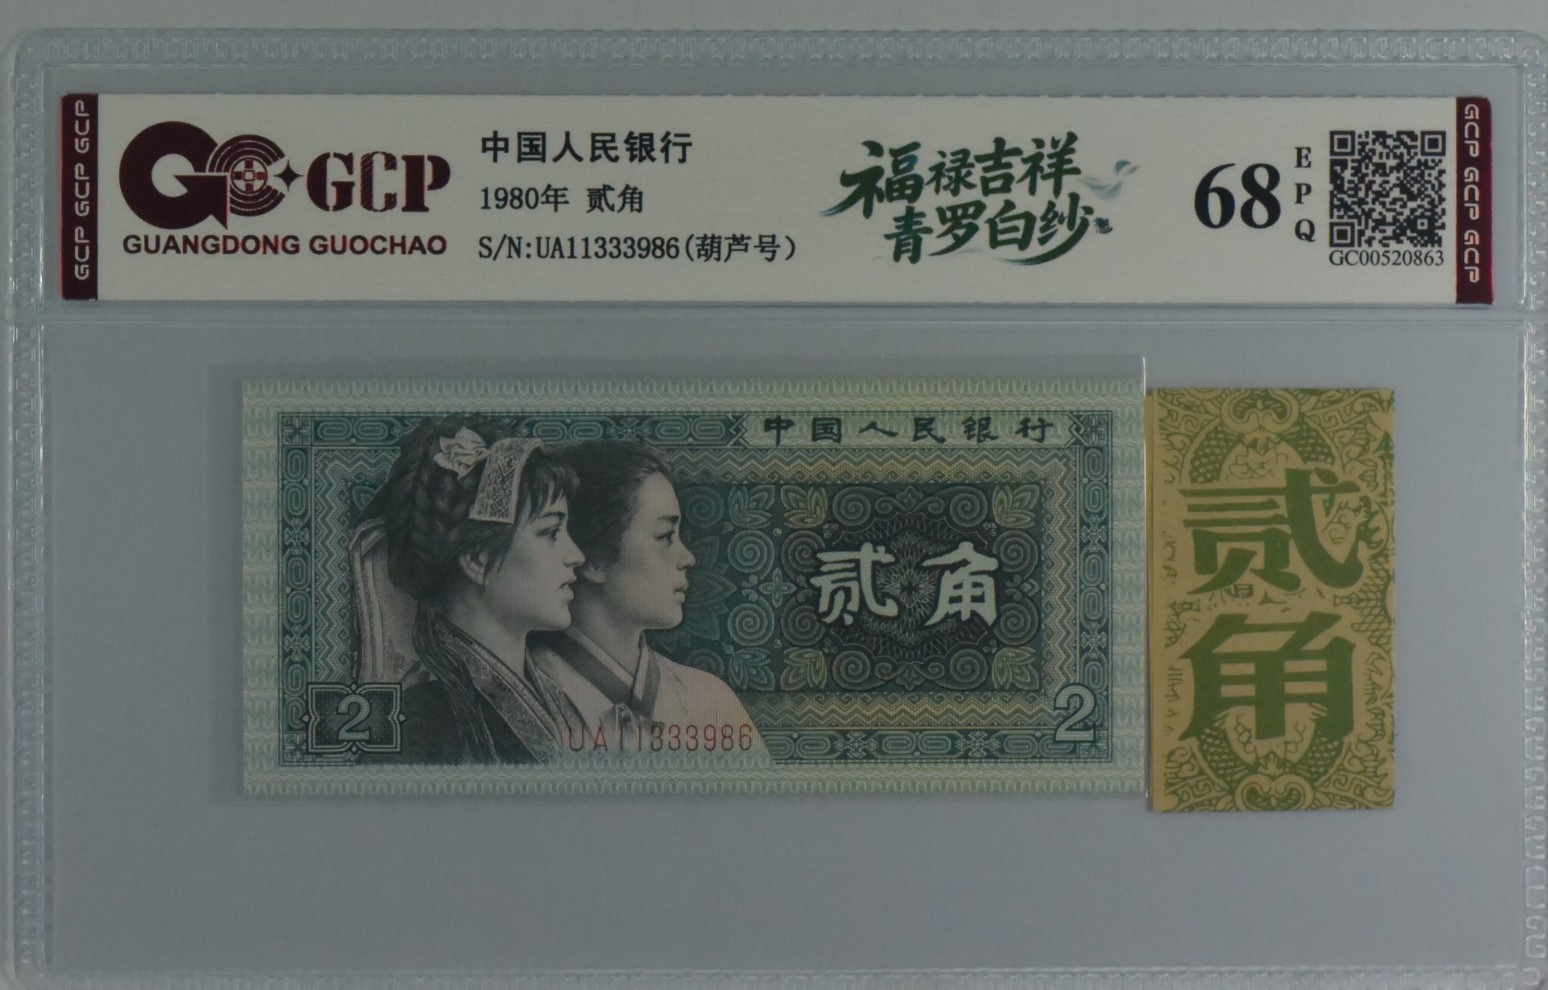 GCP GCP GCP
GCP
GUANGDONG GUOCHAO
中国人民银行
1980年 贰角
S/N:UA11333986(葫芦号)
福禄吉祥
青罗白纱
68
EPQ
GC00520863
GCP GCP GCP
中国人民银行
贰角
2
UA11333986
2
贰
角